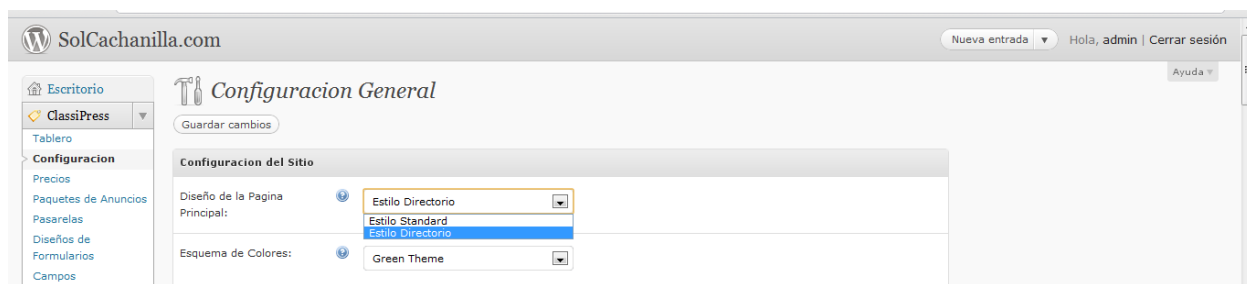 SolCachanilla.com
Nueva entrada
Hola, admin | Cerrar sesión
Ayuda
Escritorio
ClassiPress
Tablero
Configuracion
Precios
Paquetes de Anuncios
Pasarelas
Diseños de
Formularios
Campos
Configuracion General
Guardar cambios
Configuracion del Sitio
Diseño de la Pagina
Principal:
Estilo Directorio
Estilo Standard
Estilo Directorio
Esquema de Colores:
Green Theme